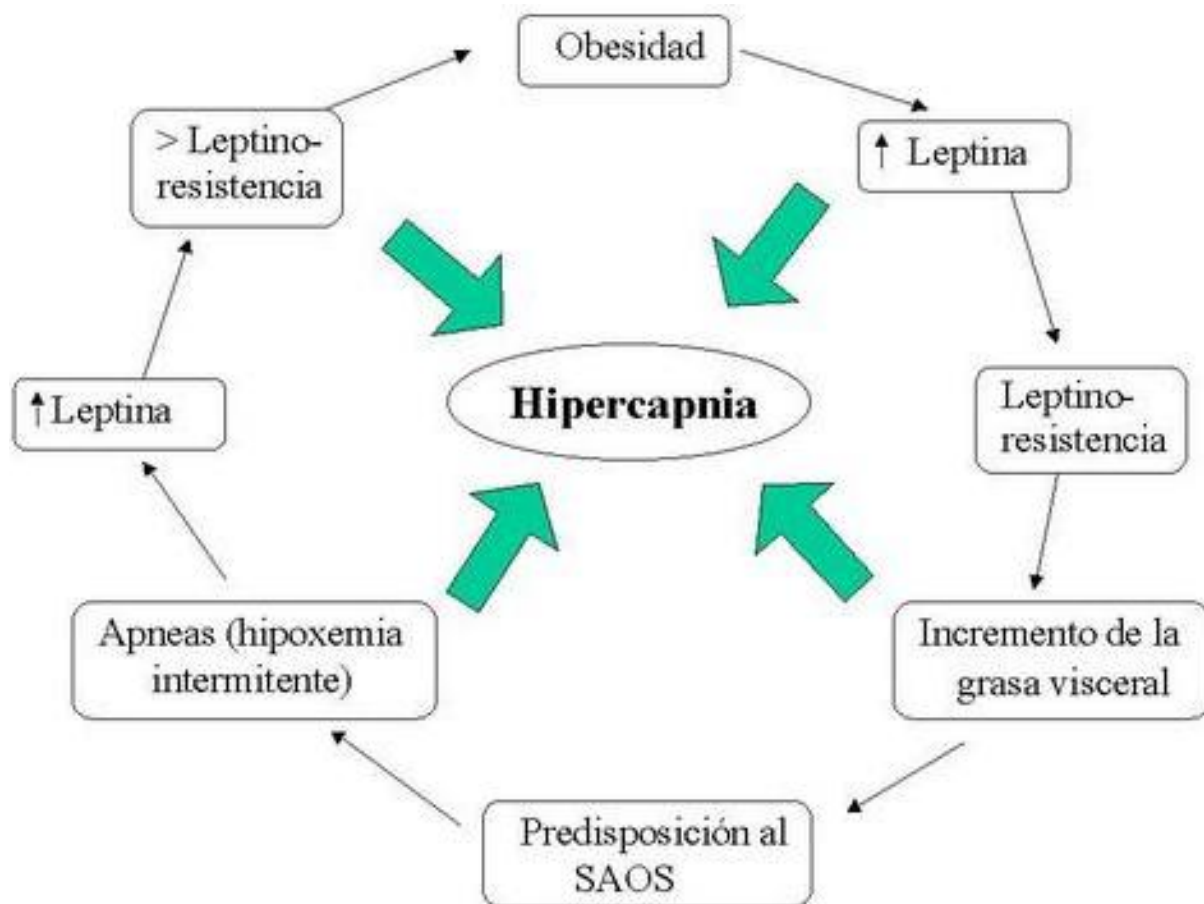 Obesidad
↑ Leptina
Leptino-
resistencia
Incremento de la
grasa visceral
Predisposición al
SAOS
Apneas (hipoxemia
intermitente)
↑Leptina
> Leptino-
resistencia
Hipercapnia